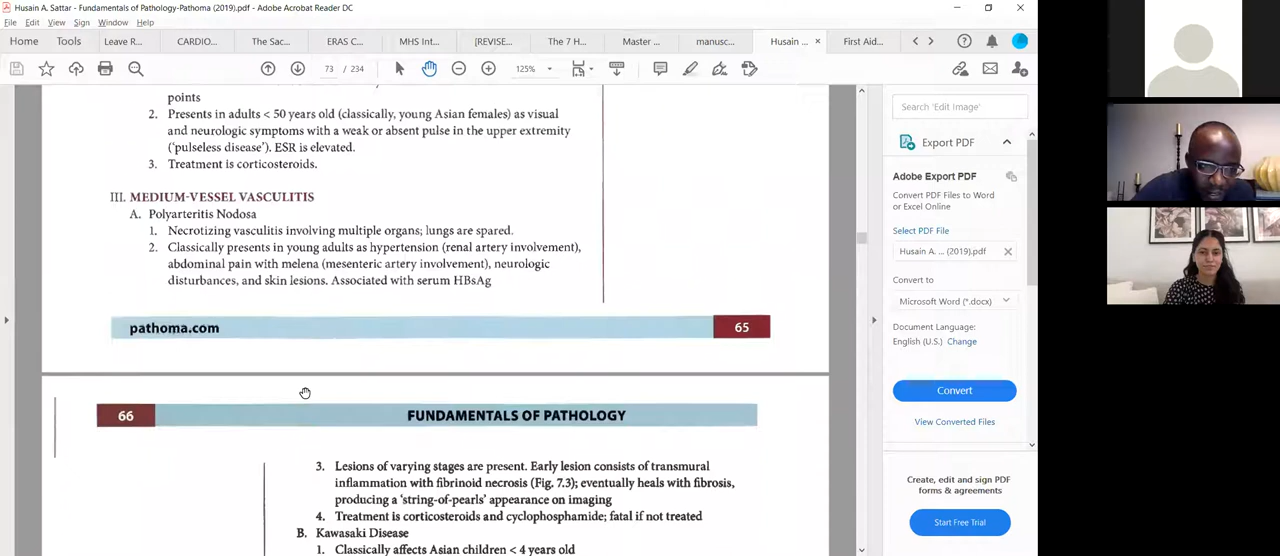 Husain A. Sattar - Fundamentals of Pathology-Pathoma (2019).pdf - Adobe Acrobat Reader DC
File Edit View Sign Window Help
Home Tools Leave R... CARDIO... The Sac... ERAS C... MHS Int... [REVISE... The 7 H... Master ... manusc... Husain ... × First Aid...
73 / 234 125%
points
2. Presents in adults < 50 years old (classically, young Asian females) as visual
and neurologic symptoms with a weak or absent pulse in the upper extremity
('pulseless disease'). ESR is elevated.
3. Treatment is corticosteroids.
III. MEDIUM-VESSEL VASCULITIS
A. Polyarteritis Nodosa
1. Necrotizing vasculitis involving multiple organs; lungs are spared.
2. Classically presents in young adults as hypertension (renal artery involvement),
abdominal pain with melena (mesenteric artery involvement), neurologic
disturbances, and skin lesions. Associated with serum HBsAg
pathoma.com 65
66 FUNDAMENTALS OF PATHOLOGY
3. Lesions of varying stages are present. Early lesion consists of transmural
inflammation with fibrinoid necrosis (Fig. 7.3); eventually heals with fibrosis,
producing a 'string-of-pearls' appearance on imaging
4. Treatment is corticosteroids and cyclophosphamide; fatal if not treated
B. Kawasaki Disease
1. Classically affects Asian children < 4 years old
Search 'Edit Image'
Export PDF
Adobe Export PDF
Convert PDF Files to Word
or Excel Online
Select PDF File
Husain A. ... (2019).pdf
Convert to
Microsoft Word (*.docx)
Document Language:
English (U.S.) Change
Convert
View Converted Files
Create, edit and sign PDF
forms & agreements
Start Free Trial